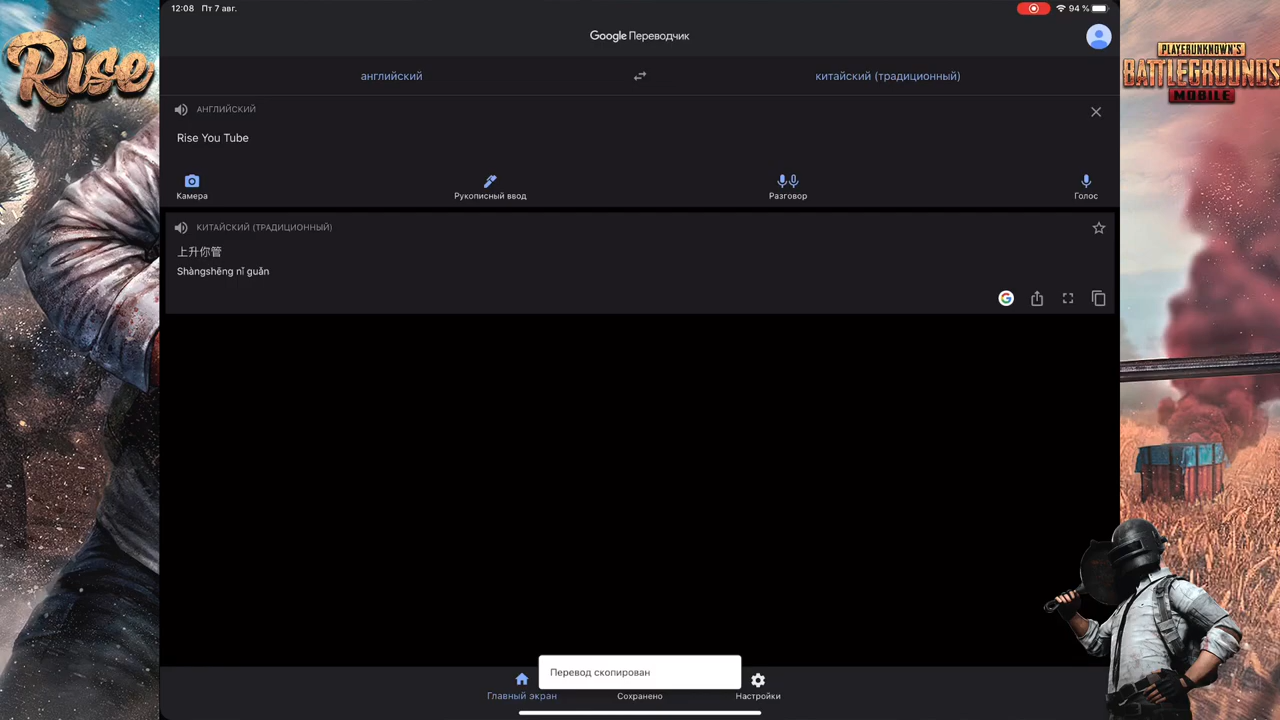 12:08 Пт 7 авг.
94 %
Rise
Google Переводчик
PLAYERUNKNOWN'S
BATTLEGROUNDS
MOBILE
английский
китайский (традиционный)
АНГЛИЙСКИЙ
Rise You Tube
Камера
Рукописный ввод
Разговор
Голос
КИТАЙСКИЙ (ТРАДИЦИОННЫЙ)
上升你管
Shàngshēng nǐ guǎn
Перевод скопирован
Главный экран
Сохранено
Настройки